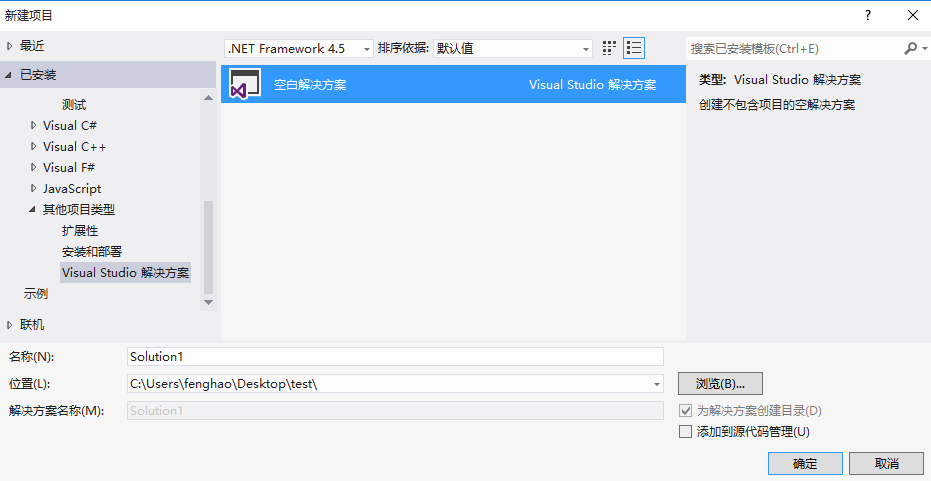 新建项目
?
最近
.NET Framework 4.5
排序依据:
默认值
搜索已安装模板(Ctrl+E)
已安装
测试
Visual C#
Visual C++
Visual F#
JavaScript
其他项目类型
扩展性
安装和部署
Visual Studio 解决方案
示例
联机
空白解决方案
Visual Studio 解决方案
类型: Visual Studio 解决方案
创建不包含项目的空解决方案
名称(N):
Solution1
位置(L):
C:\Users\fenghao\Desktop\test\
浏览(B)...
解决方案名称(M):
Solution1
为解决方案创建目录(D)
添加到源代码管理(U)
确定
取消